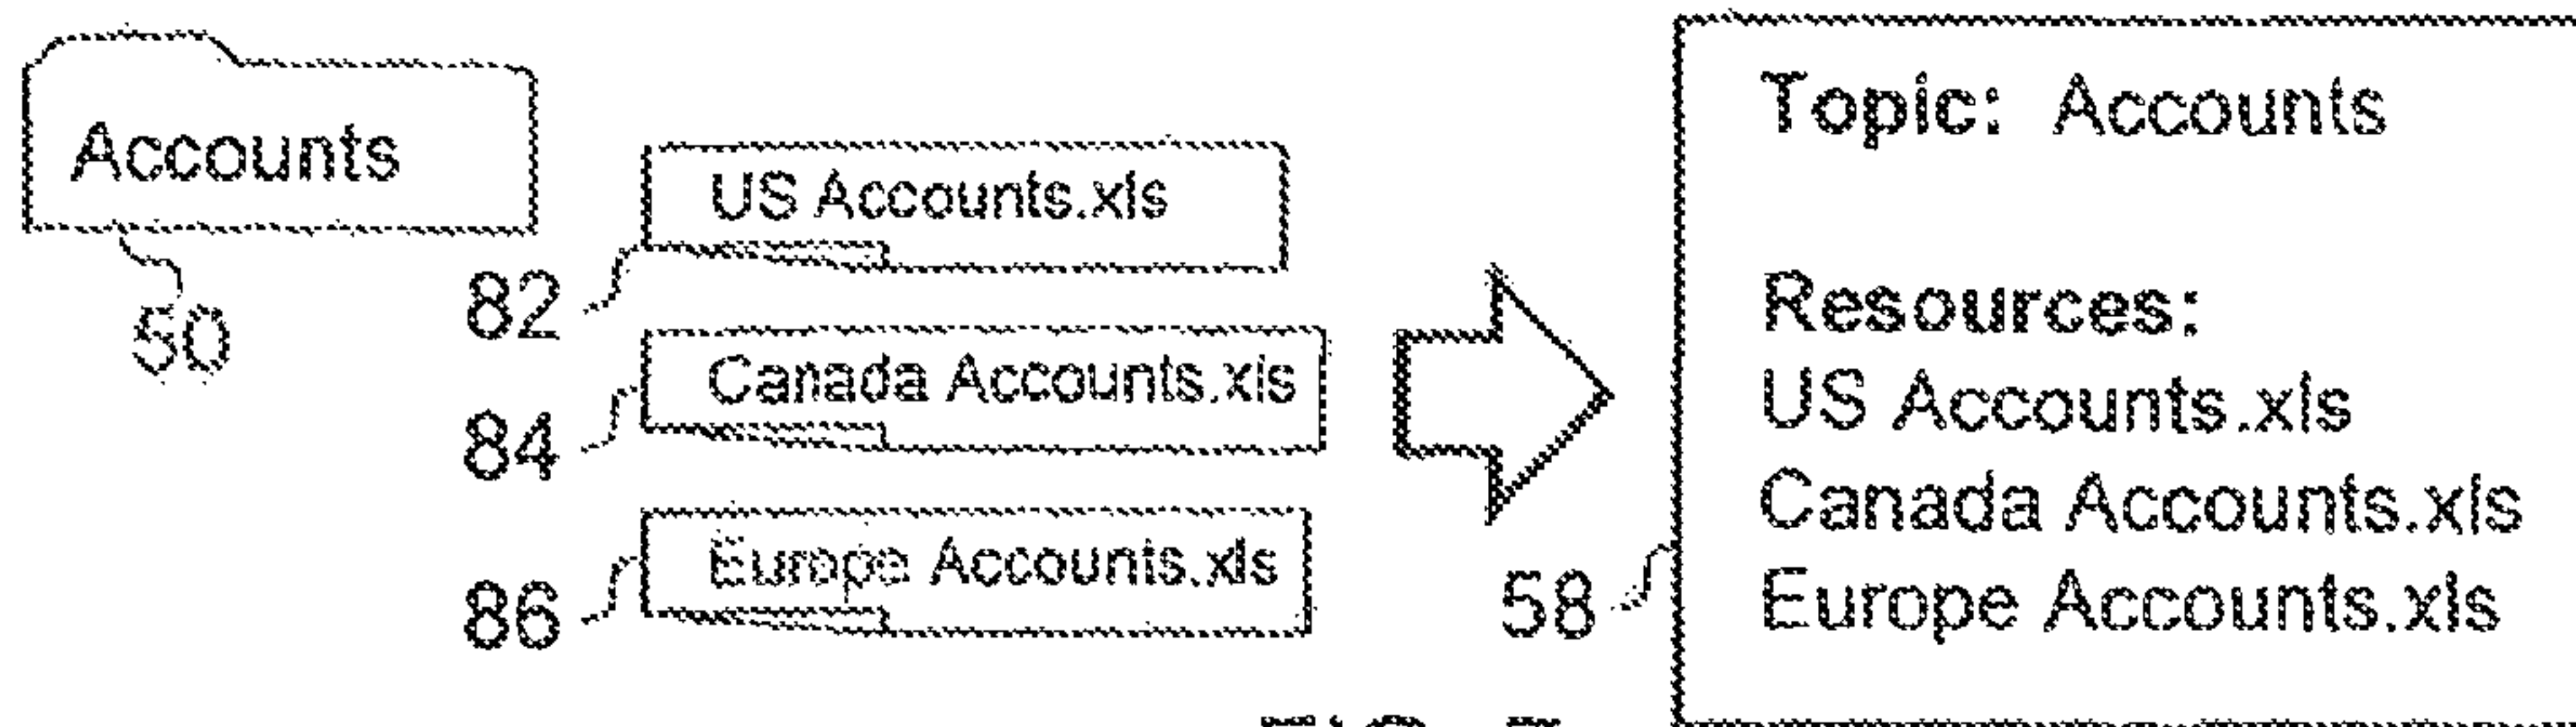 Accounts
50
US Accounts.xls
82
Canada Accounts.xls
84
Europe Accounts.xls
86
Topic: Accounts
Resources:
US Accounts.xls
Canada Accounts.xls
Europe Accounts.xls
58